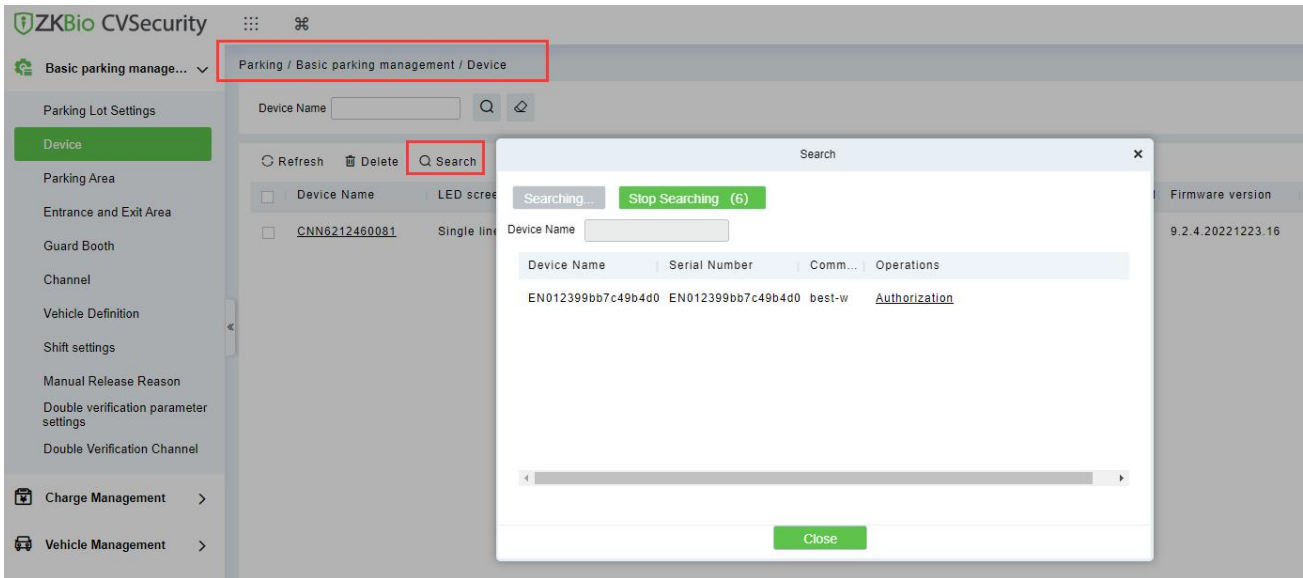 ZKBio CVSecurity
Basic parking manage...
Parking Lot Settings
Device
Parking Area
Entrance and Exit Area
Guard Booth
Channel
Vehicle Definition
Shift settings
Manual Release Reason
Double verification parameter
settings
Double Verification Channel
Charge Management
Vehicle Management
Parking / Basic parking management / Device
Device Name
Refresh Delete Search
Device Name LED scree Firmware version
CNN6212460081 Single line 9.2.4.20221223.16
Search
Searching... Stop Searching (6)
Device Name
Device Name Serial Number Comm... Operations
EN012399bb7c49b4d0 EN012399bb7c49b4d0 best-w Authorization
Close